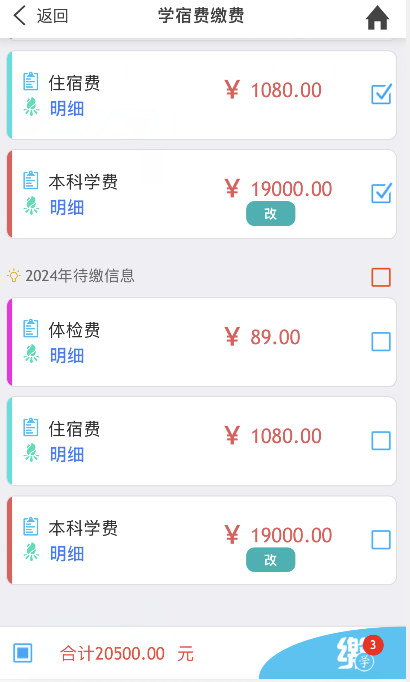 返回 学宿费缴费
住宿费 ¥ 1080.00
明细
本科学费 ¥ 19000.00
明细 改
2024年待缴信息
体检费 ¥ 89.00
明细
住宿费 ¥ 1080.00
明细
本科学费 ¥ 19000.00
明细 改
合计20500.00 元 缴 3
学